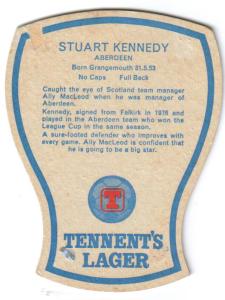 STUART KENNEDY
ABERDEEN
Born Grangemouth 31.5.53
No Caps Full Back
Caught the eye of Scotland team manager
Ally MacLeod when he was manager of
Aberdeen.
Kennedy, signed from Falkirk in 1976 and
played in the Aberdeen team who won the
League Cup in the same season.
A sure-footed defender who improves with
every game. Ally MacLeod is confident that
he is going to be a big star.
T
TENNENT'S
LAGER